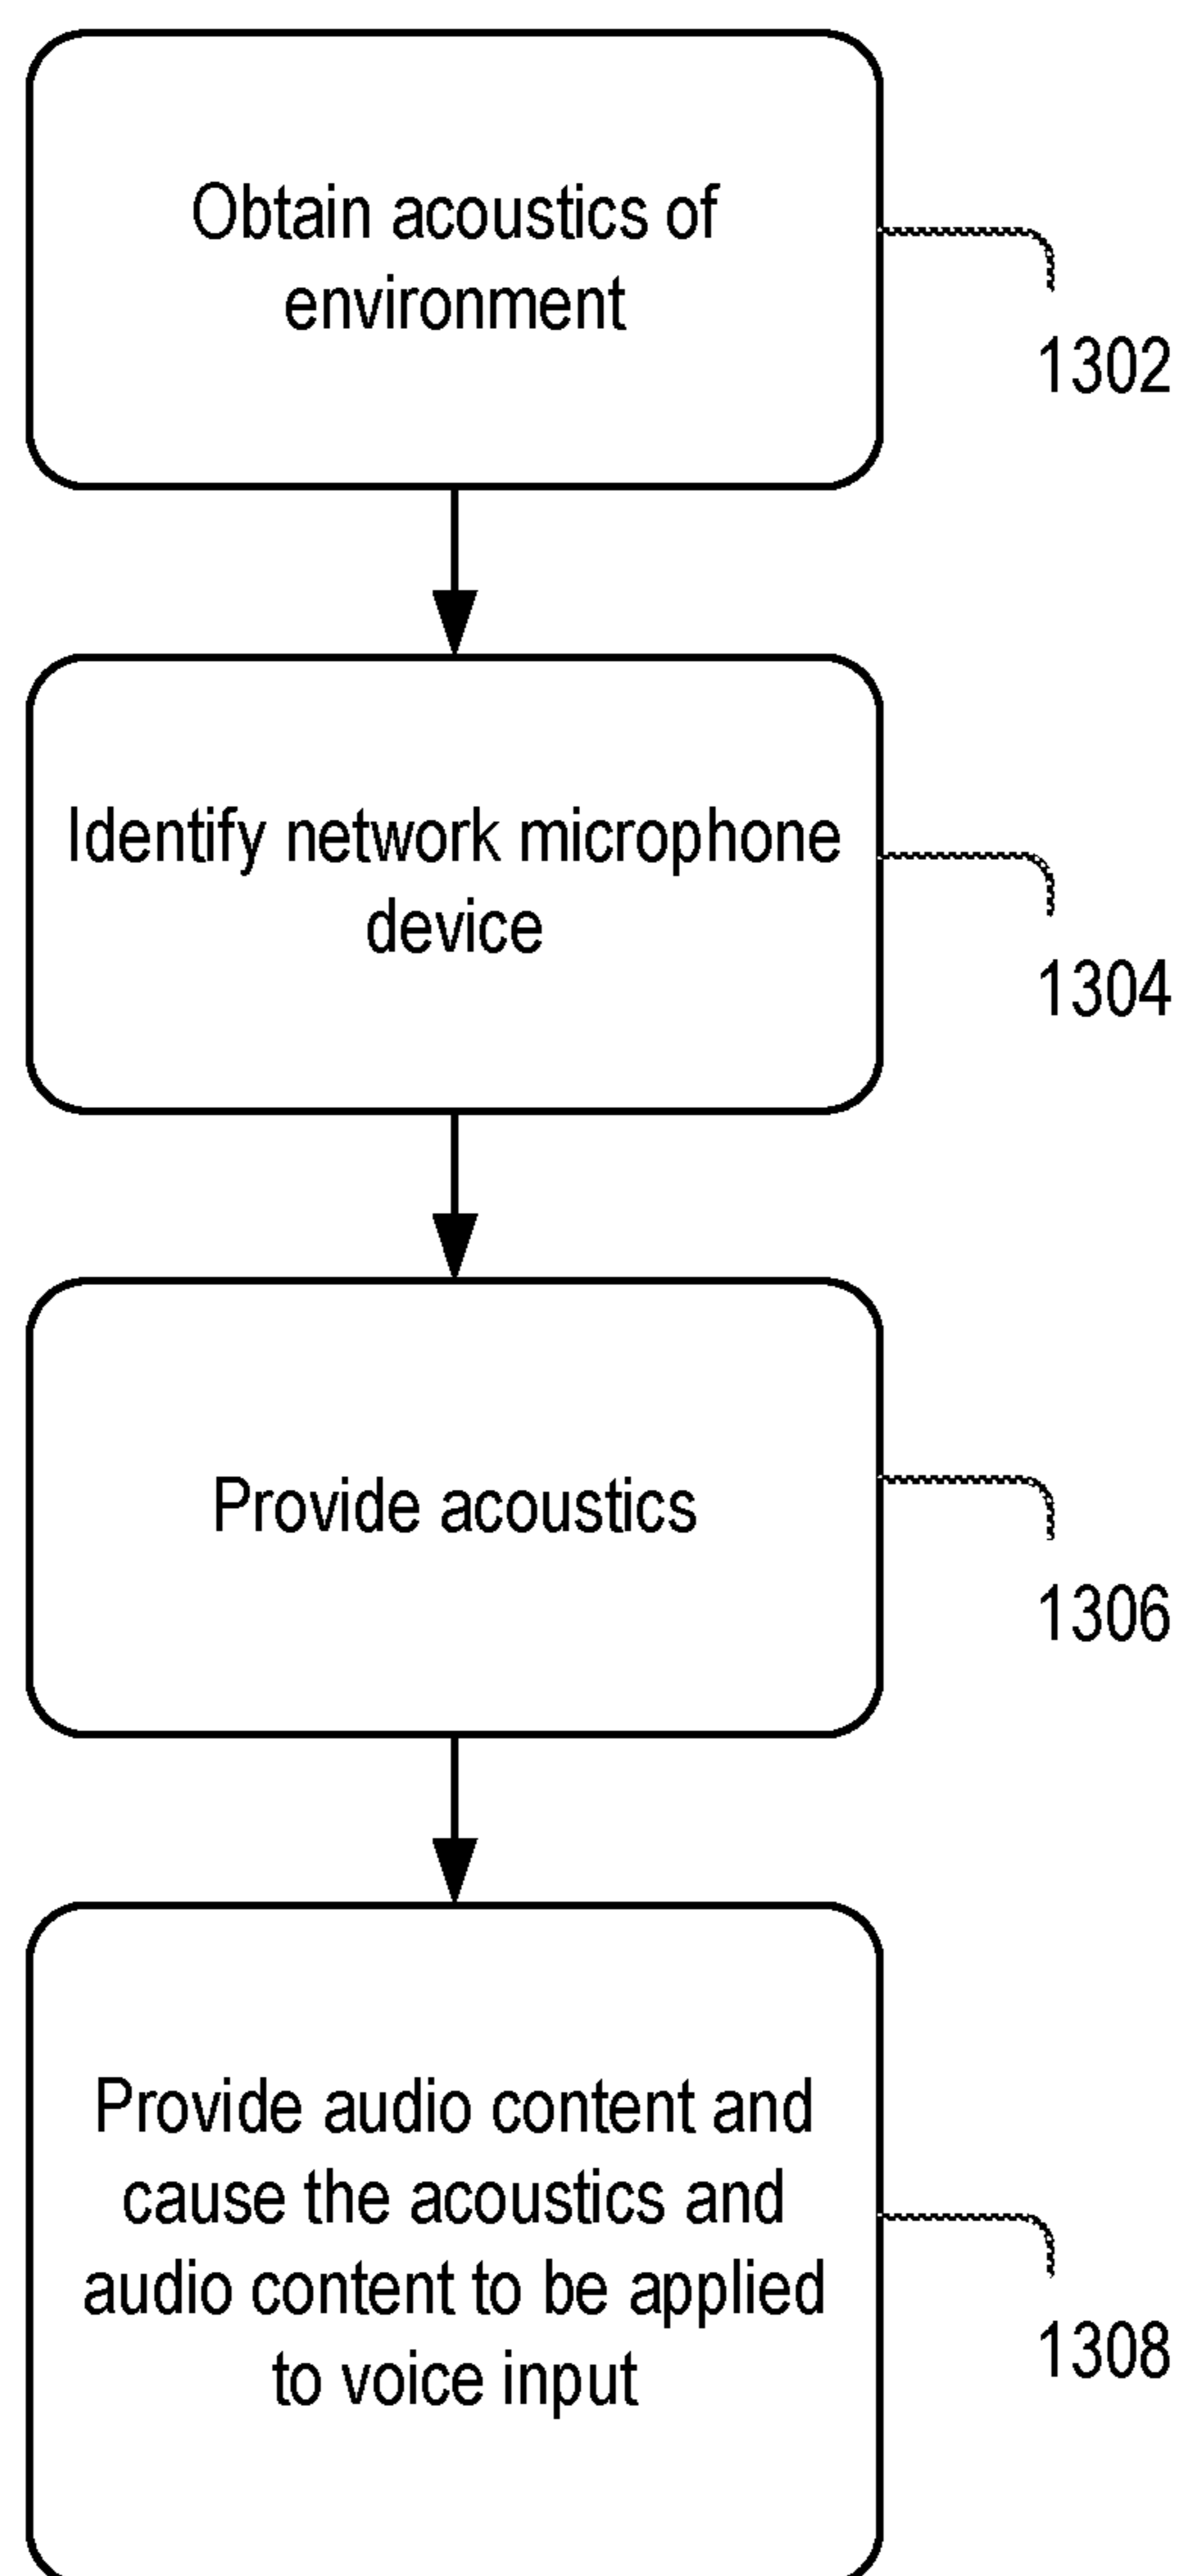 Obtain acoustics of
environment
1302
Identify network microphone
device
1304
Provide acoustics
1306
Provide audio content and
cause the acoustics and
audio content to be applied
to voice input
1308